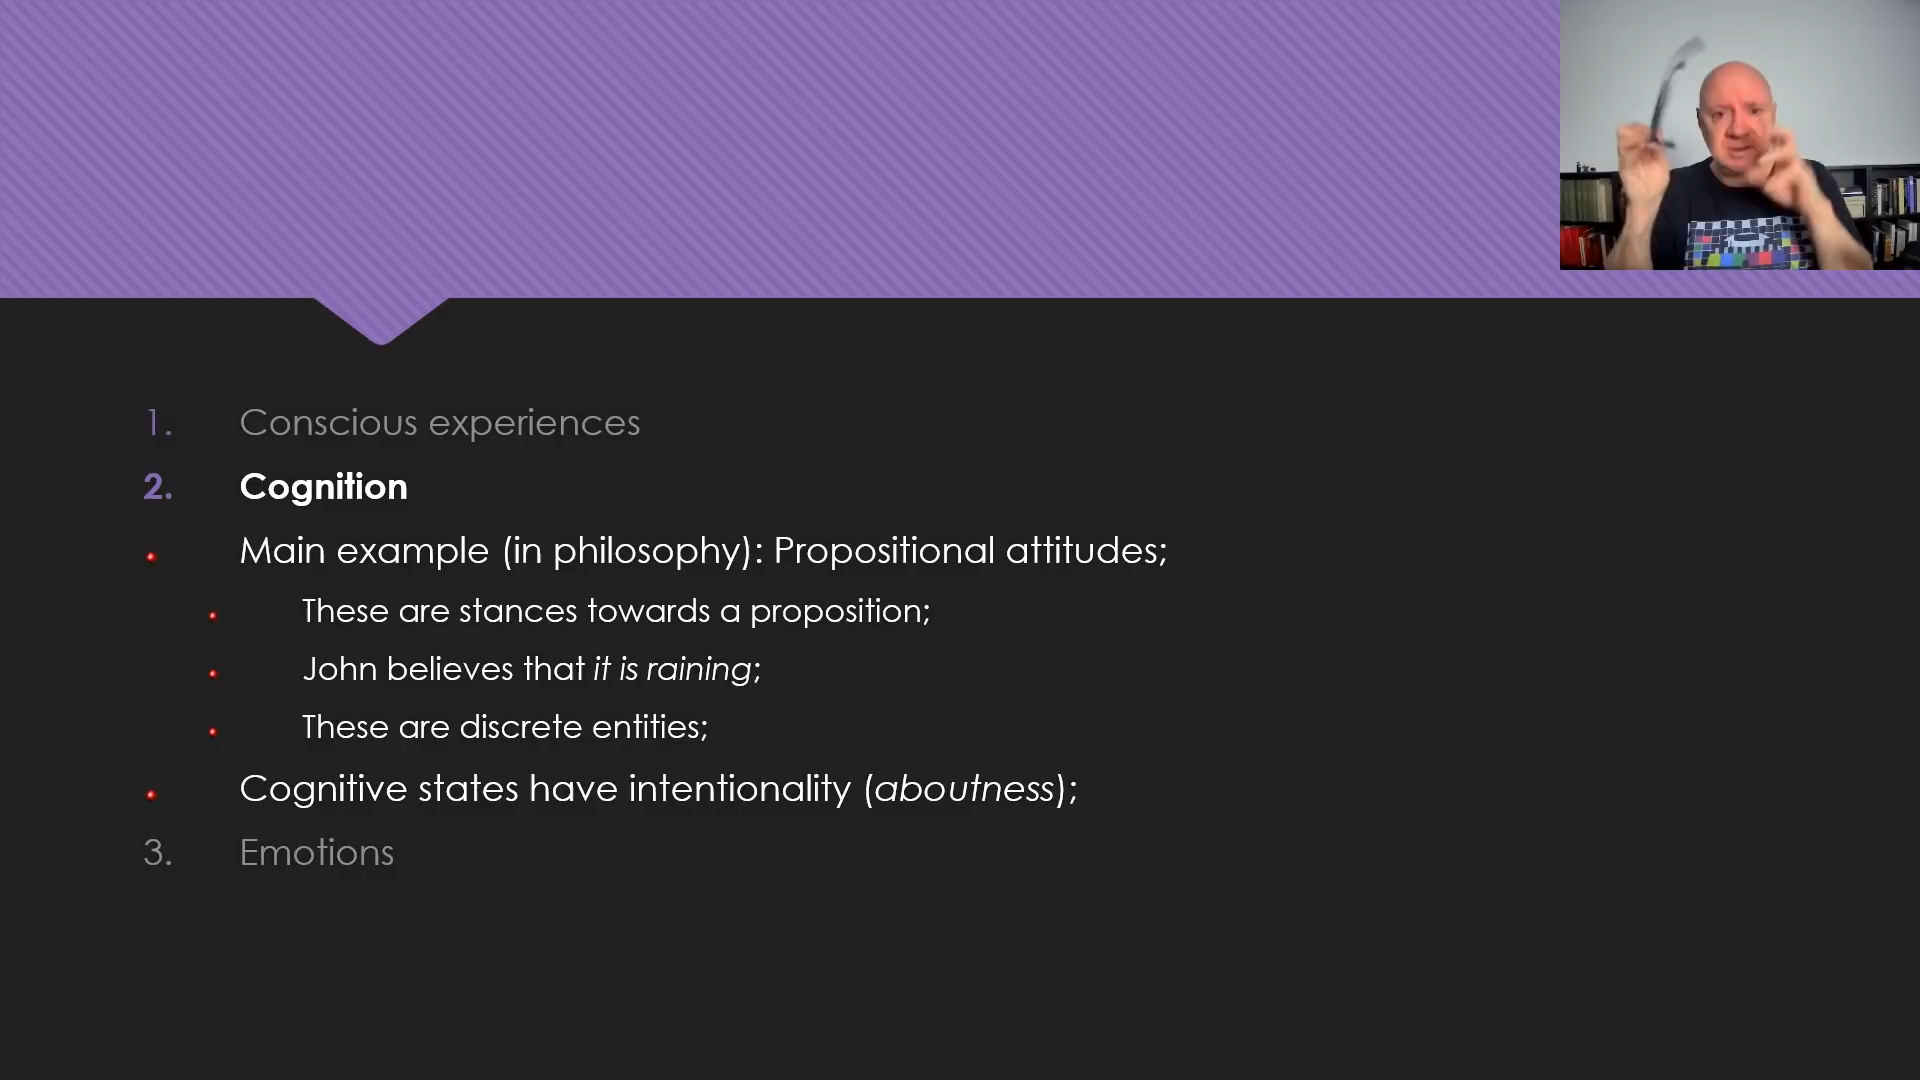 1. Conscious experiences
2. Cognition
• Main example (in philosophy): Propositional attitudes;
• These are stances towards a proposition;
• John believes that it is raining;
• These are discrete entities;
• Cognitive states have intentionality (aboutness);
3. Emotions